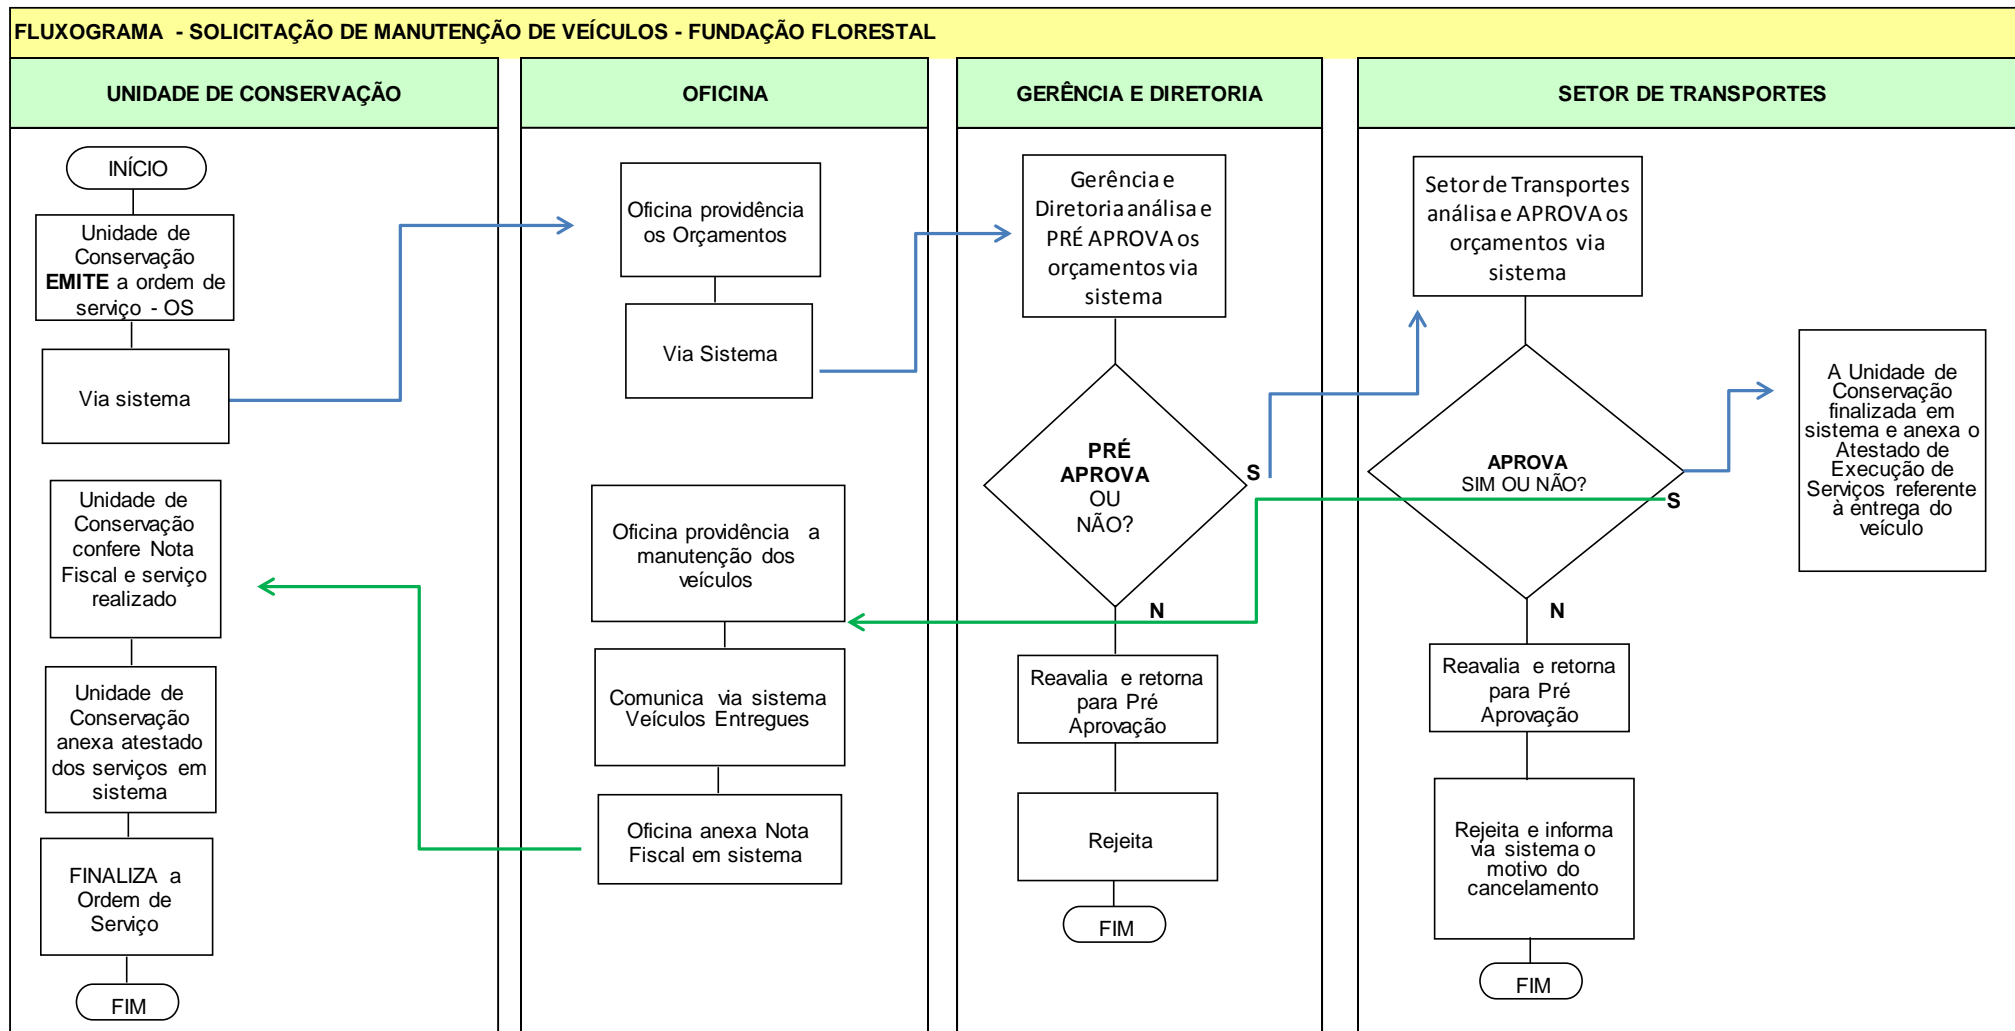 FLUXOGRAMA - SOLICITAÇÃO DE MANUTENÇÃO DE VEÍCULOS - FUNDAÇÃO FLORESTAL
UNIDADE DE CONSERVAÇÃO
INÍCIO
Unidade de
Conservação
EMITE a ordem de
serviço - OS
Via sistema
Unidade de
Conservação
confere Nota
Fiscal e serviço
realizado
Unidade de
Conservação
anexa atestado
dos serviços em
sistema
FINALIZA a
Ordem de
Serviço
FIM
OFICINA
Oficina providência
os Orçamentos
Via Sistema
Oficina providência a
manutenção dos
veículos
Comunica via sistema
Veículos Entregues
Oficina anexa Nota
Fiscal em sistema
GERÊNCIA E DIRETORIA
Gerência e
Diretoria análisa e
PRÉ APROVA os
orçamentos via
sistema
PRÉ
APROVA
OU
NÃO?
S
N
Reavalia e retorna
para Pré
Aprovação
Rejeita
FIM
SETOR DE TRANSPORTES
Setor de Transportes
análisa e APROVA os
orçamentos via
sistema
APROVA
SIM OU NÃO?
S
N
A Unidade de
Conservação
finalizada em
sistema e anexa o
Atestado de
Execução de
Serviços referente
à entrega do
veículo
Reavalia e retorna
para Pré
Aprovação
Rejeita e informa
via sistema o
motivo do
cancelamento
FIM